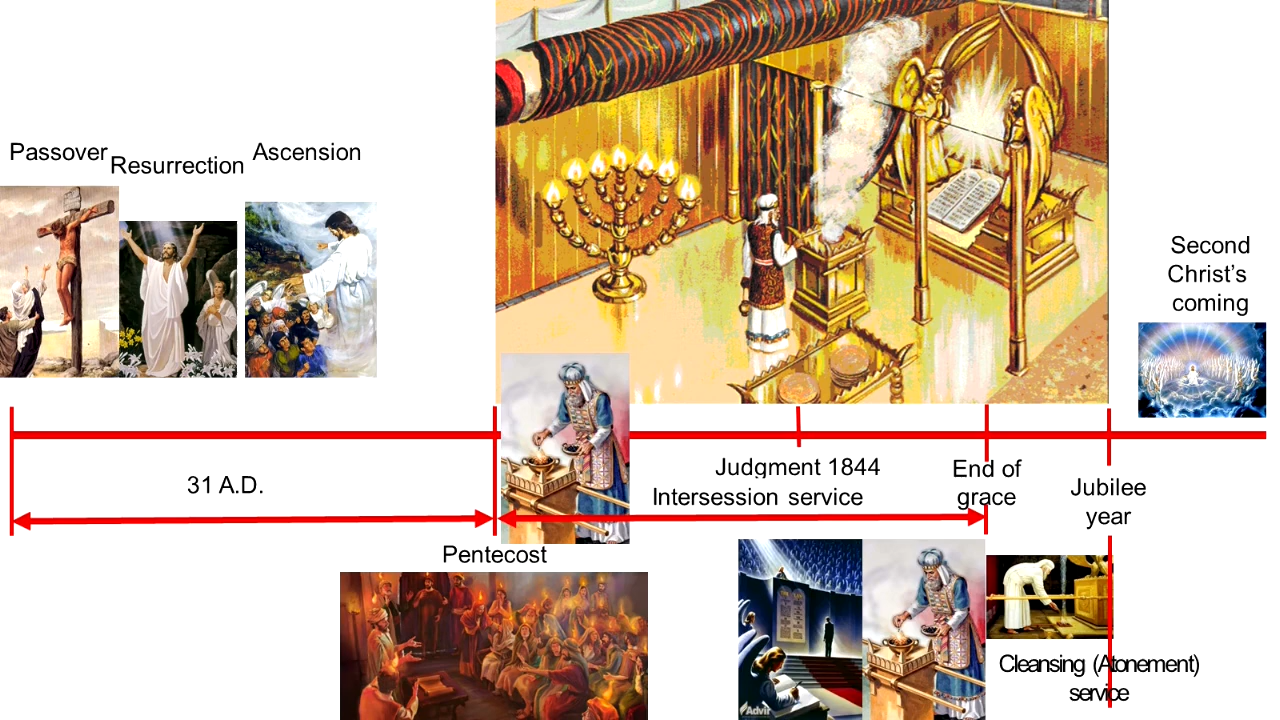 Passover
Resurrection
Ascension
Second
Christ's
coming
31 A.D.
Judgment 1844
Intersession service
End of
grace
Jubilee
year
Pentecost
Cleansing (Atonement)
service
Advir